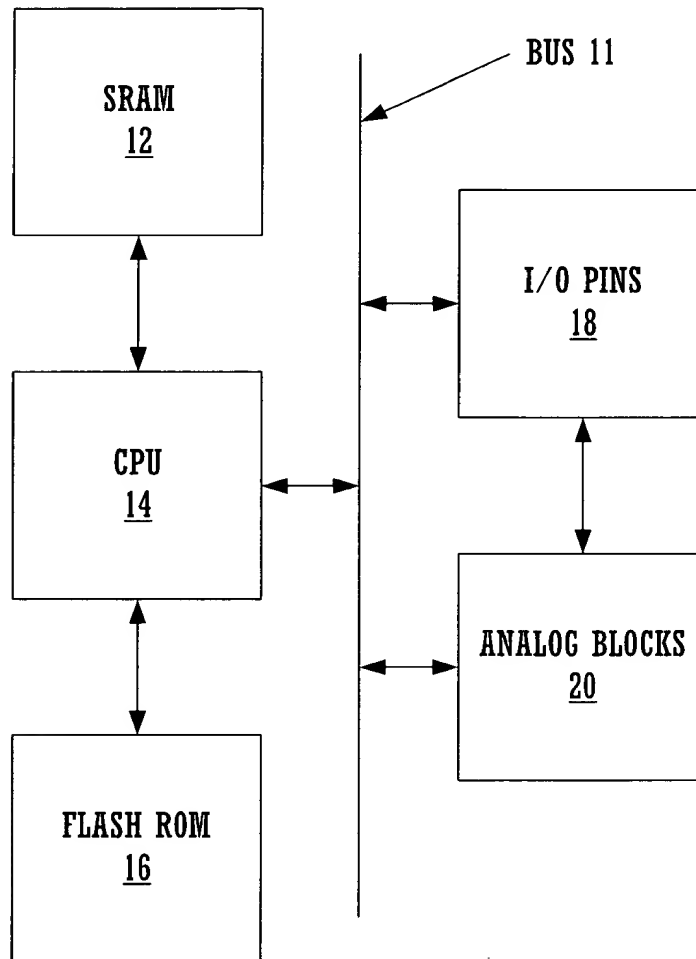 BUS 11
SRAM
12
I/O PINS
18
CPU
14
ANALOG BLOCKS
20
FLASH ROM
16